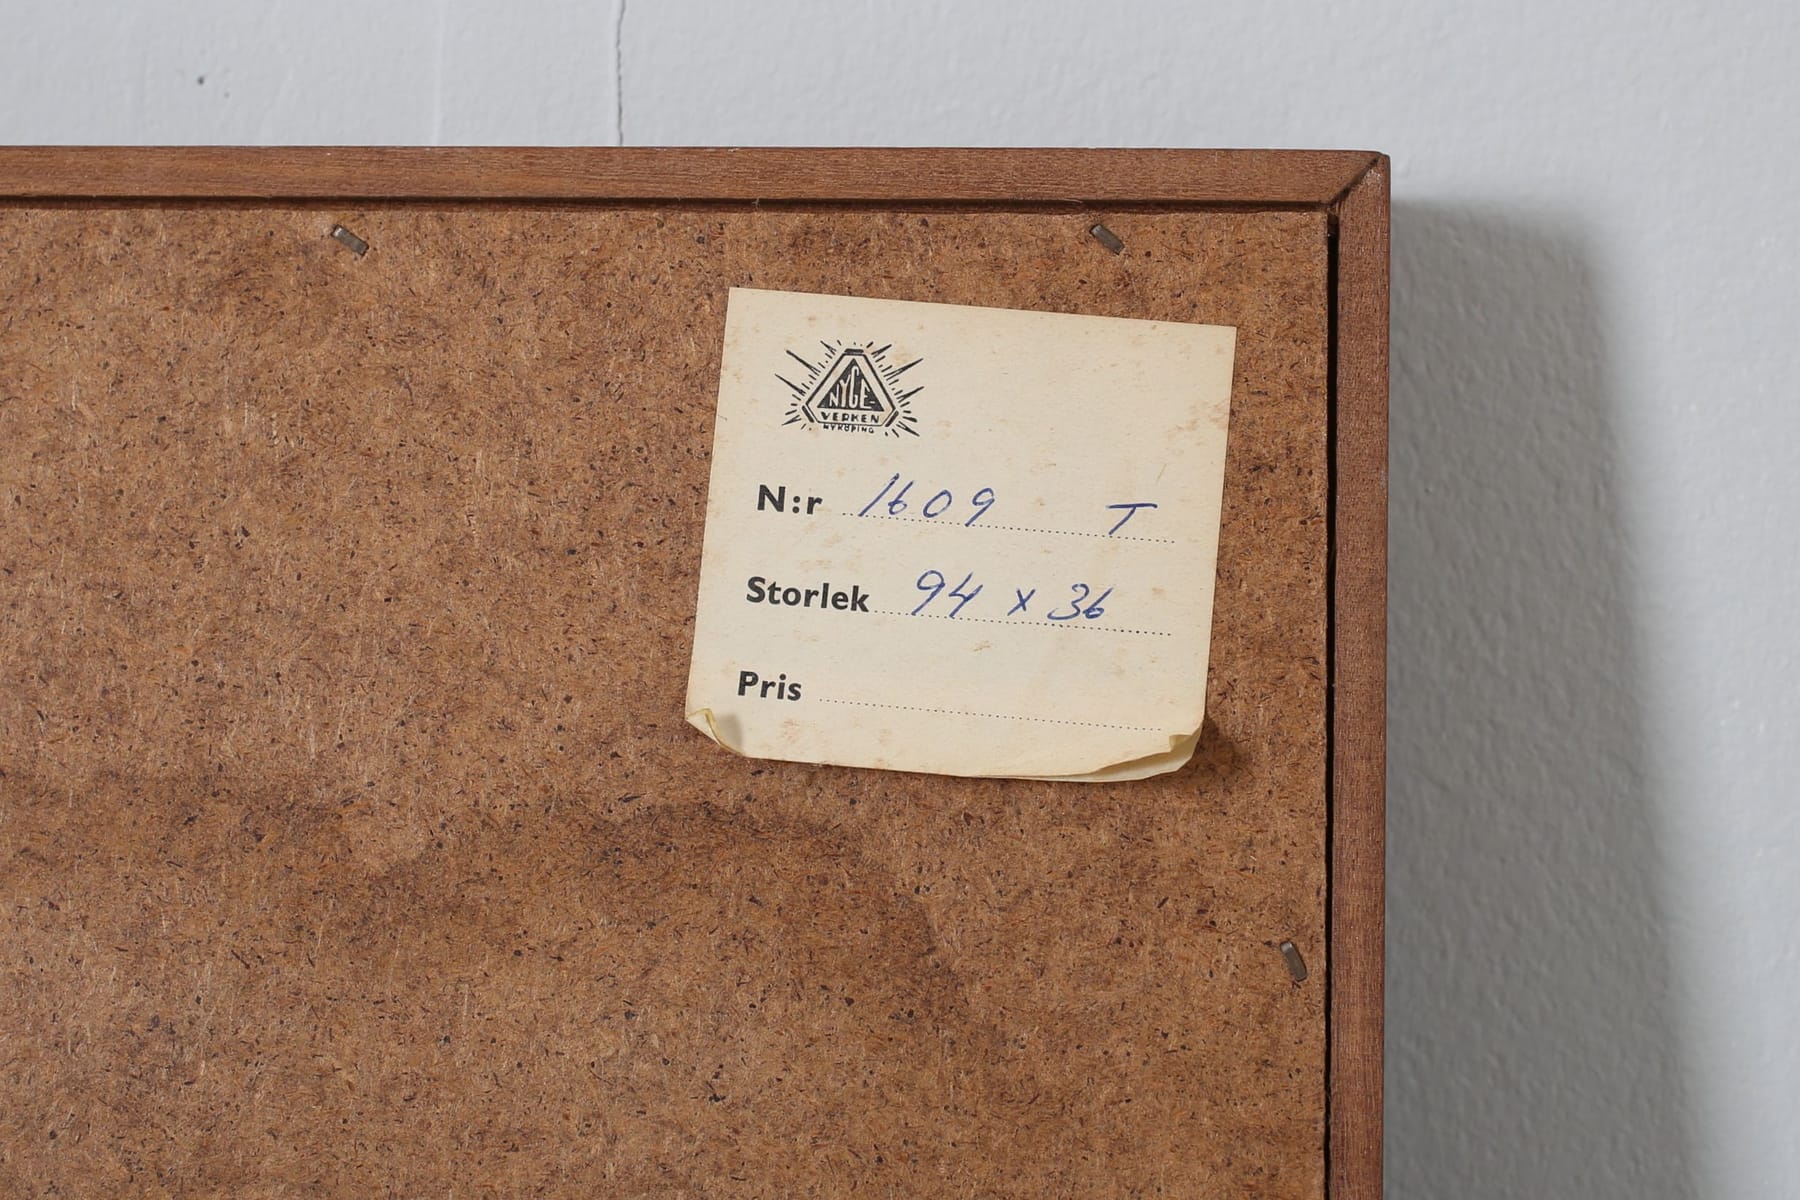 NYGE-
VERKEN
NYKÖPING
N:r 1609 T
Storlek 94 x 36
Pris